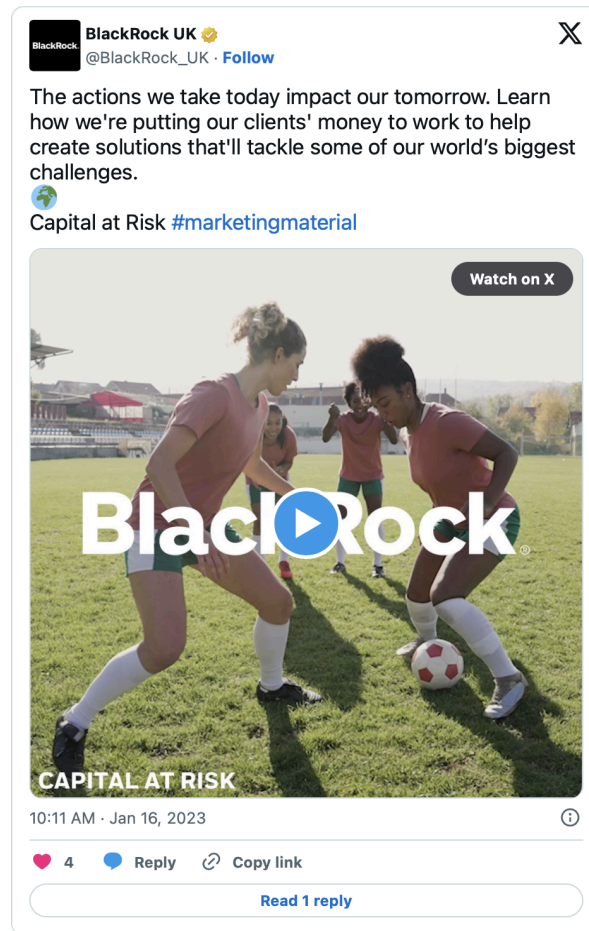 BlackRock.
BlackRock UK
@BlackRock_UK · Follow
The actions we take today impact our tomorrow. Learn
how we're putting our clients' money to work to help
create solutions that'll tackle some of our world’s biggest
challenges.
Capital at Risk #marketingmaterial
Watch on X
BlackRock®
CAPITAL AT RISK
10:11 AM · Jan 16, 2023
4 Reply Copy link
Read 1 reply